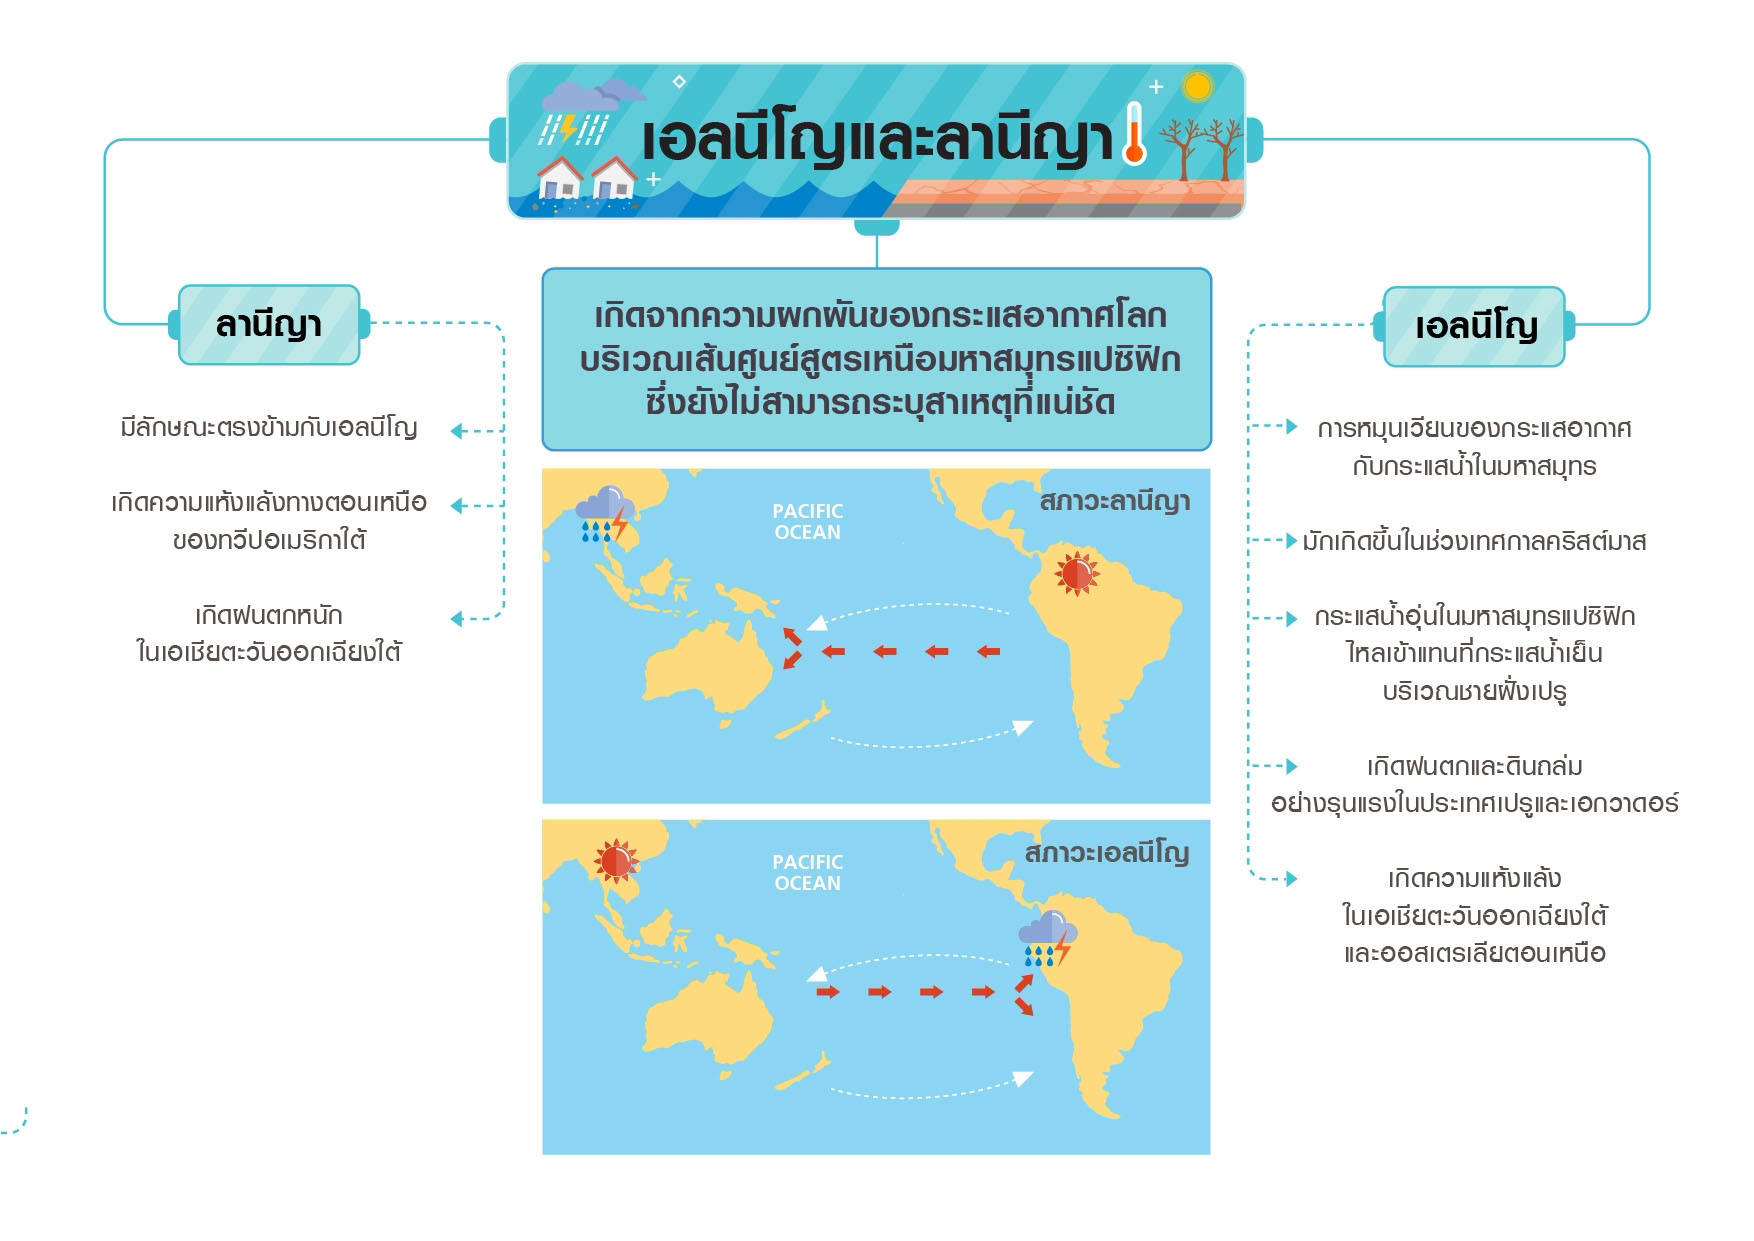 เอลนีโญและลานีญา
เกิดจากความผกผันของกระแสอากาศโลก
บริเวณเส้นศูนย์สูตรเหนือมหาสมุทรแปซิฟิก
ซึ่งยังไม่สามารถระบุสาเหตุที่แน่ชัด
ลานีญา
มีลักษณะตรงข้ามกับเอลนีโญ
เกิดความแห้งแล้งทางตอนเหนือ
ของทวีปอเมริกาใต้
เกิดฝนตกหนัก
ในเอเชียตะวันออกเฉียงใต้
สภาวะลานีญา
PACIFIC
OCEAN
สภาวะเอลนีโญ
PACIFIC
OCEAN
เอลนีโญ
การหมุนเวียนของกระแสอากาศ
กับกระแสน้ำในมหาสมุทร
มักเกิดขึ้นในช่วงเทศกาลคริสต์มาส
กระแสน้ำอุ่นในมหาสมุทรแปซิฟิก
ไหลเข้าแทนที่กระแสน้ำเย็น
บริเวณชายฝั่งเปรู
เกิดฝนตกและดินถล่ม
อย่างรุนแรงในประเทศเปรูและเอกวาดอร์
เกิดความแห้งแล้ง
ในเอเชียตะวันออกเฉียงใต้
และออสเตรเลียตอนเหนือ